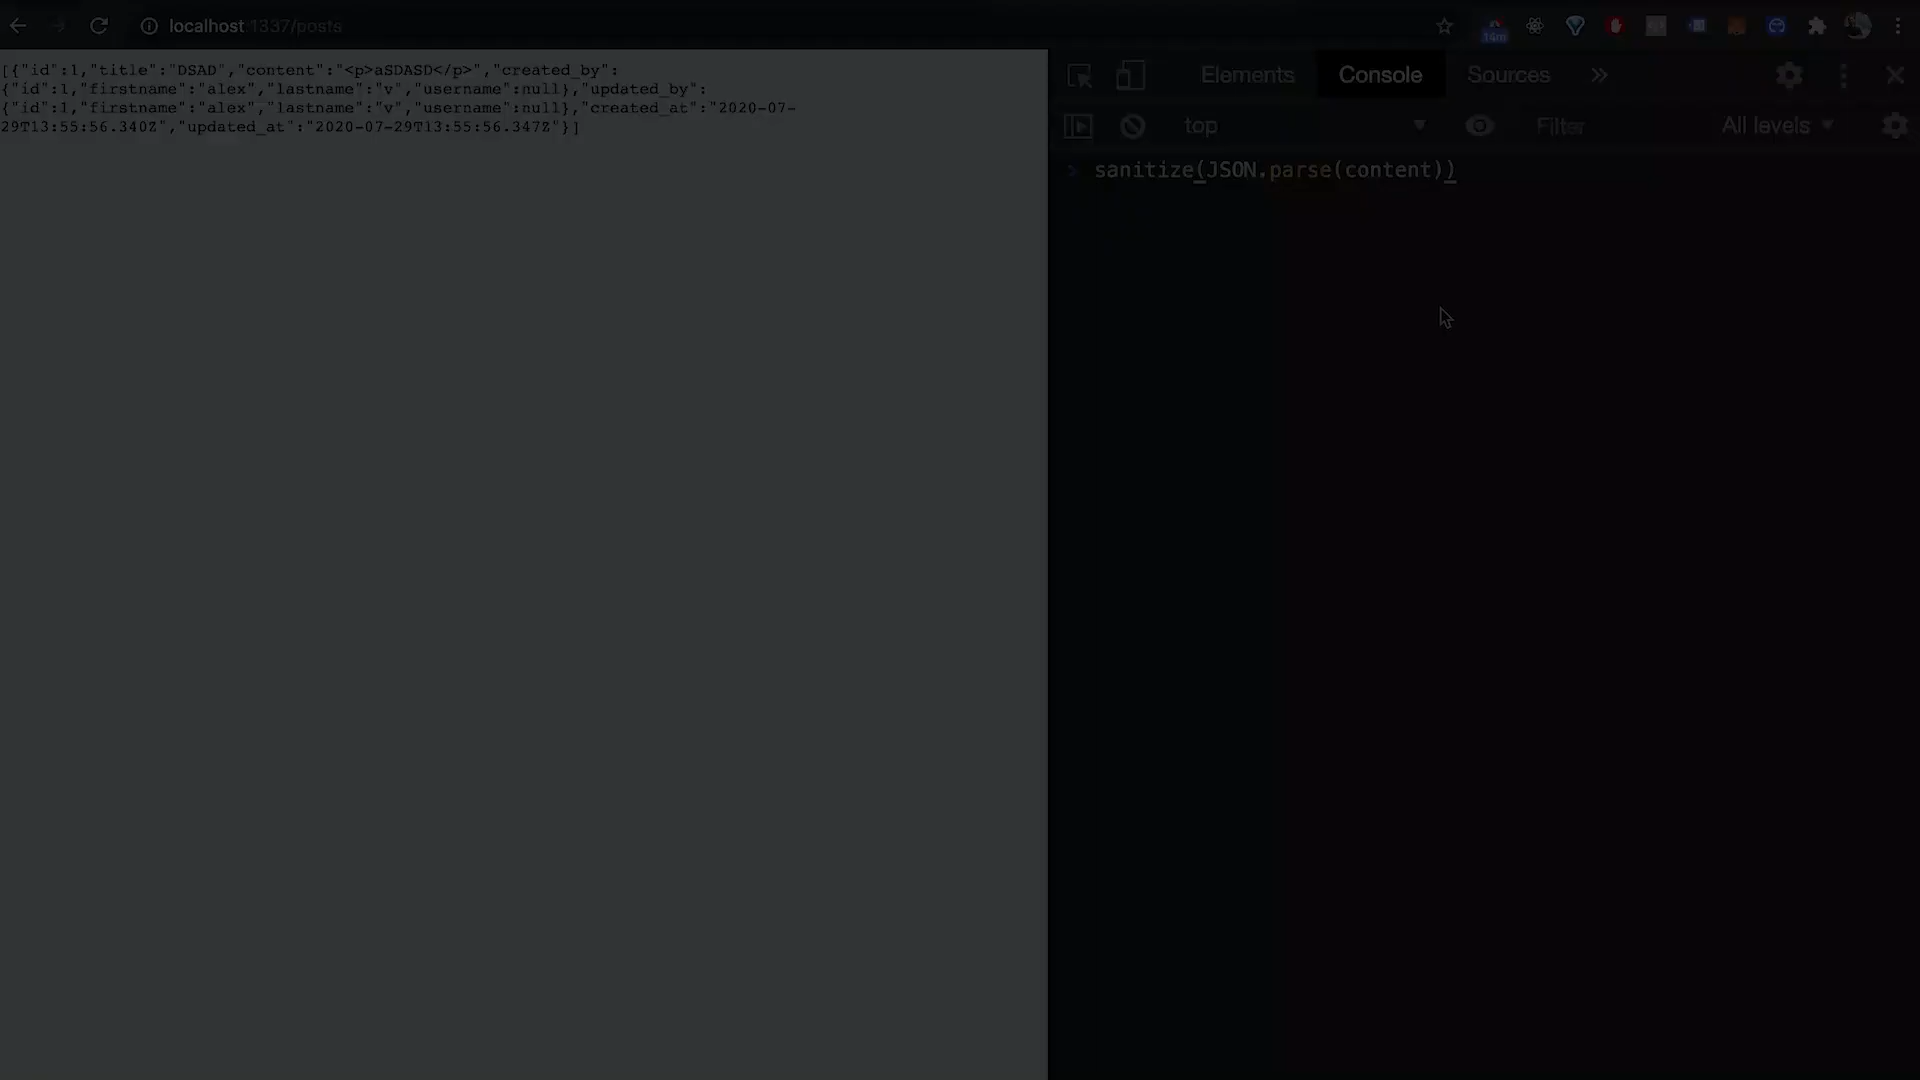 localhost:1337/posts
14m
[{"id":1,"title":"DSAD","content":"<p>aSDASD</p>","created_by":
{"id":1,"firstname":"alex","lastname":"v","username":null},"updated_by":
{"id":1,"firstname":"alex","lastname":"v","username":null},"created_at":"2020-07-
29T13:55:56.340Z","updated_at":"2020-07-29T13:55:56.347Z"}]
Elements Console Sources »
top Filter All levels
> sanitize(JSON.parse(content))